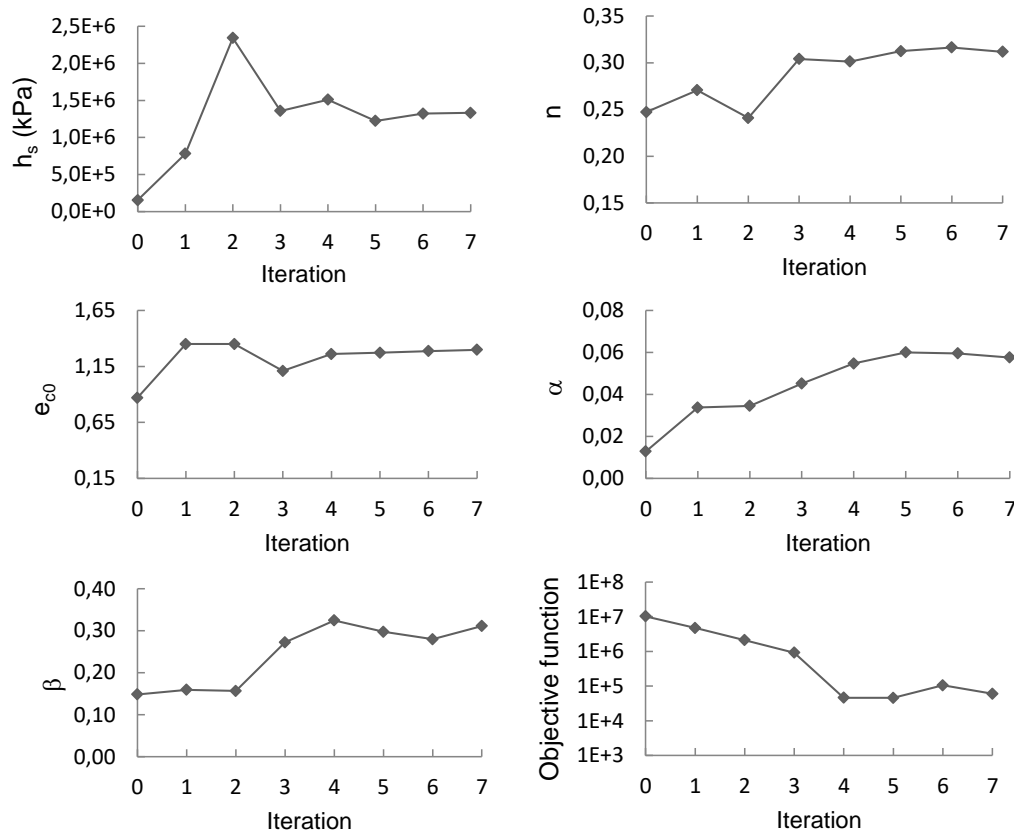 h_s (kPa)
2,5E+6
2,0E+6
1,5E+6
1,0E+6
5,0E+5
0,0E+0
0 1 2 3 4 5 6 7
Iteration
n
0,35
0,30
0,25
0,20
0,15
0 1 2 3 4 5 6 7
Iteration
e_c0
1,65
1,15
0,65
0,15
0 1 2 3 4 5 6 7
Iteration
α
0,08
0,06
0,04
0,02
0,00
0 1 2 3 4 5 6 7
Iteration
β
0,40
0,30
0,20
0,10
0,00
0 1 2 3 4 5 6 7
Iteration
Objective function
1E+8
1E+7
1E+6
1E+5
1E+4
1E+3
0 1 2 3 4 5 6 7
Iteration